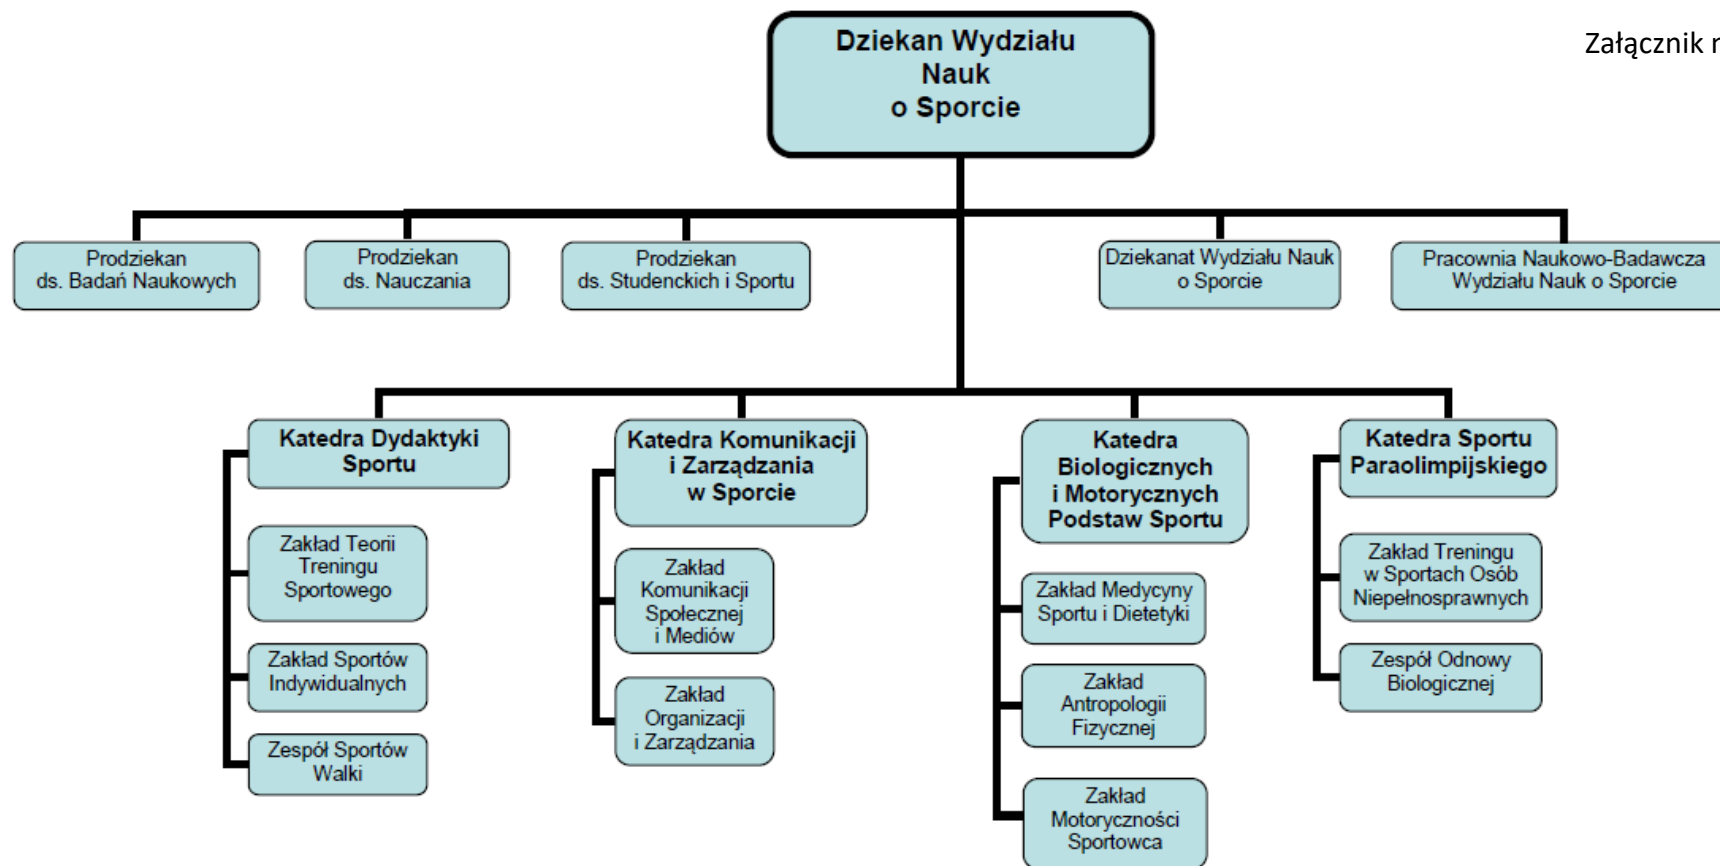 Dziekan Wydziału
Nauk
o Sporcie
Załącznik n
Prodziekan
ds. Badań Naukowych
Prodziekan
ds. Nauczania
Prodziekan
ds. Studenckich i Sportu
Dziekanat Wydziału Nauk
o Sporcie
Pracownia Naukowo-Badawcza
Wydziału Nauk o Sporcie
Katedra Dydaktyki
Sportu
Zakład Teorii
Treningu
Sportowego
Zakład Sportów
Indywidualnych
Zespół Sportów
Walki
Katedra Komunikacji
i Zarządzania
w Sporcie
Zakład
Komunikacji
Społecznej
i Mediów
Zakład
Organizacji
i Zarządzania
Katedra
Biologicznych
i Motorycznych
Podstaw Sportu
Zakład Medycyny
Sportu i Dietetyki
Zakład
Antropologii
Fizycznej
Zakład
Motoryczności
Sportowca
Katedra Sportu
Paraolimpijskiego
Zakład Treningu
w Sportach Osób
Niepełnosprawnych
Zespół Odnowy
Biologicznej